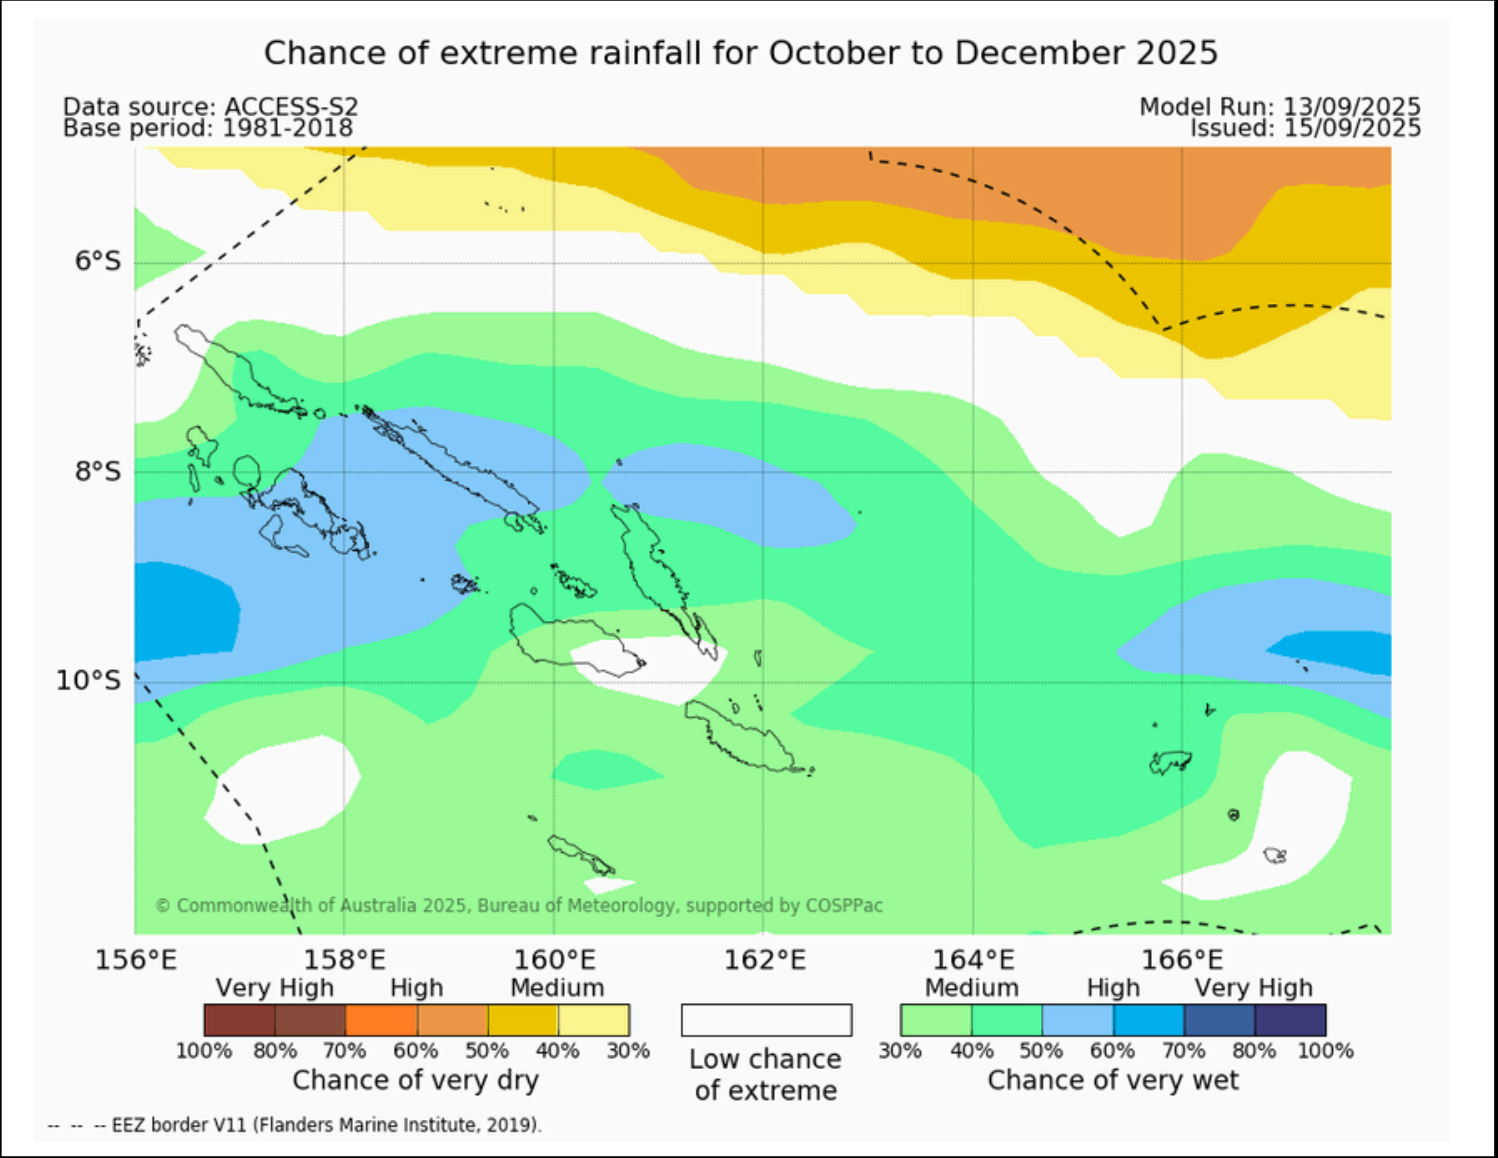 Chance of extreme rainfall for October to December 2025
Data source: ACCESS-S2
Base period: 1981-2018
Model Run: 13/09/2025
Issued: 15/09/2025
6°S
8°S
10°S
© Commonwealth of Australia 2025, Bureau of Meteorology, supported by COSPPac
156°E 158°E 160°E 162°E 164°E 166°E
Very High High Medium
100% 80% 70% 60% 50% 40% 30%
Chance of very dry
Low chance
of extreme
Medium High Very High
30% 40% 50% 60% 70% 80% 100%
Chance of very wet
-- -- -- EEZ border V11 (Flanders Marine Institute, 2019).